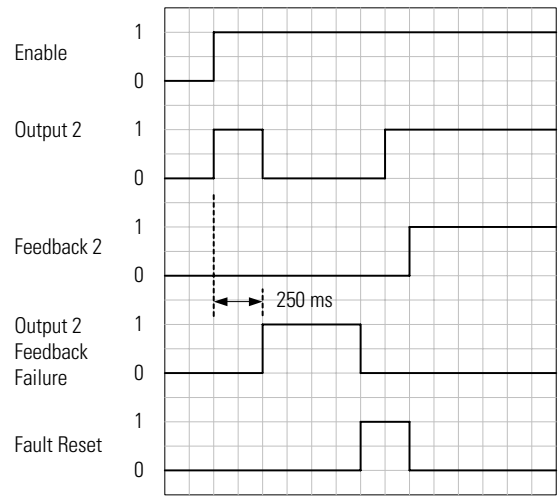 1
Enable
0
1
Output 2
0
1
Feedback 2
0
250 ms
1
Output 2
Feedback
Failure
0
1
Fault Reset
0